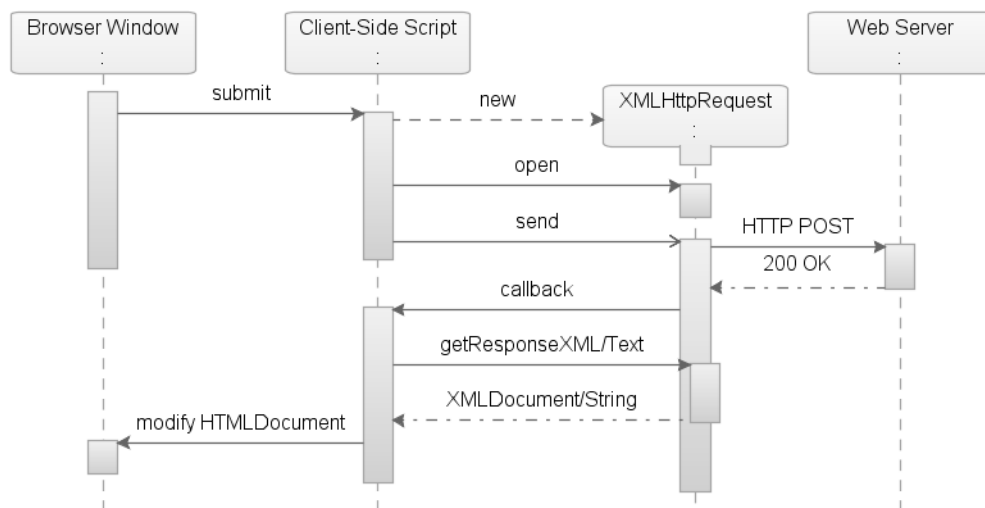 Browser Window
:
Client-Side Script
:
Web Server
:
submit
new
XMLHttpRequest
:
open
send
HTTP POST
200 OK
callback
getResponseXML/Text
XMLDocument/String
modify HTMLDocument